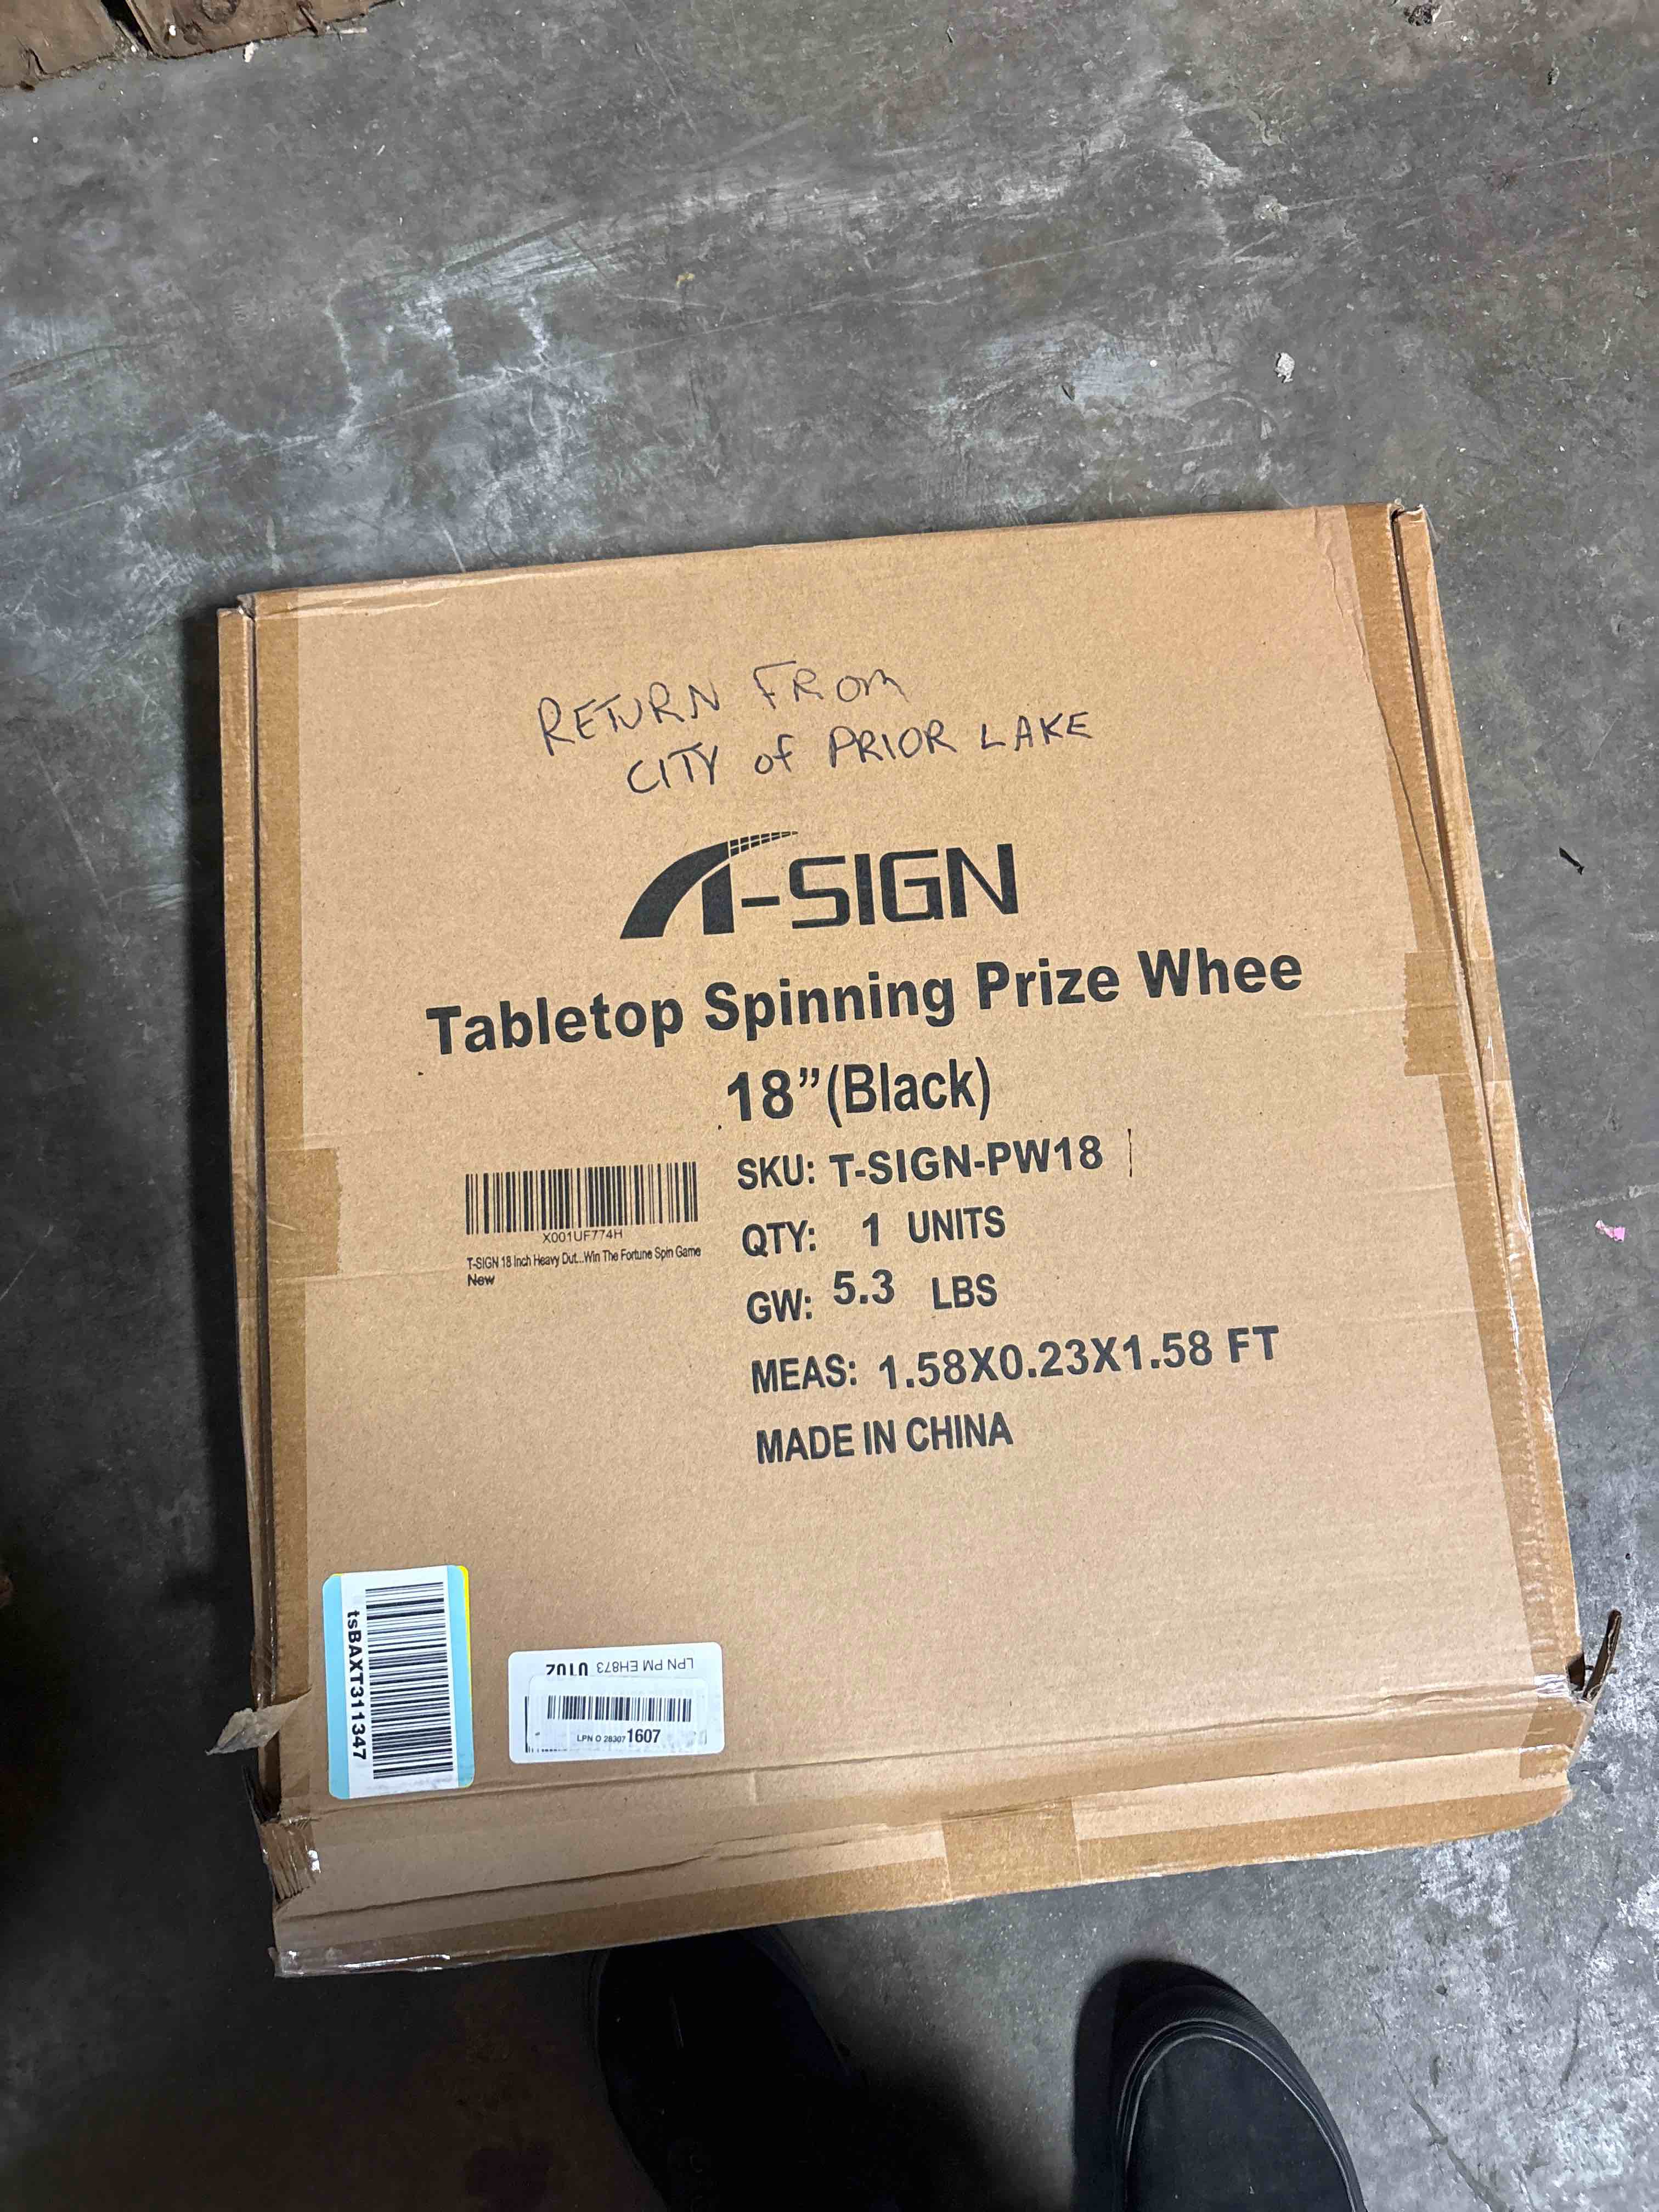 RETURN FROM
CITY of PRIOR LAKE
T-SIGN
Tabletop Spinning Prize Whee
18”(Black)
SKU: T-SIGN-PW18
QTY: 1 UNITS
GW: 5.3 LBS
MEAS: 1.58X0.23X1.58 FT
MADE IN CHINA
X001UF774H
T-SIGN 18 Inch Heavy Dut...Win The Fortune Spin Game
New
tsBAXT311347
LPN PM EH873
LPN O 28307 1607